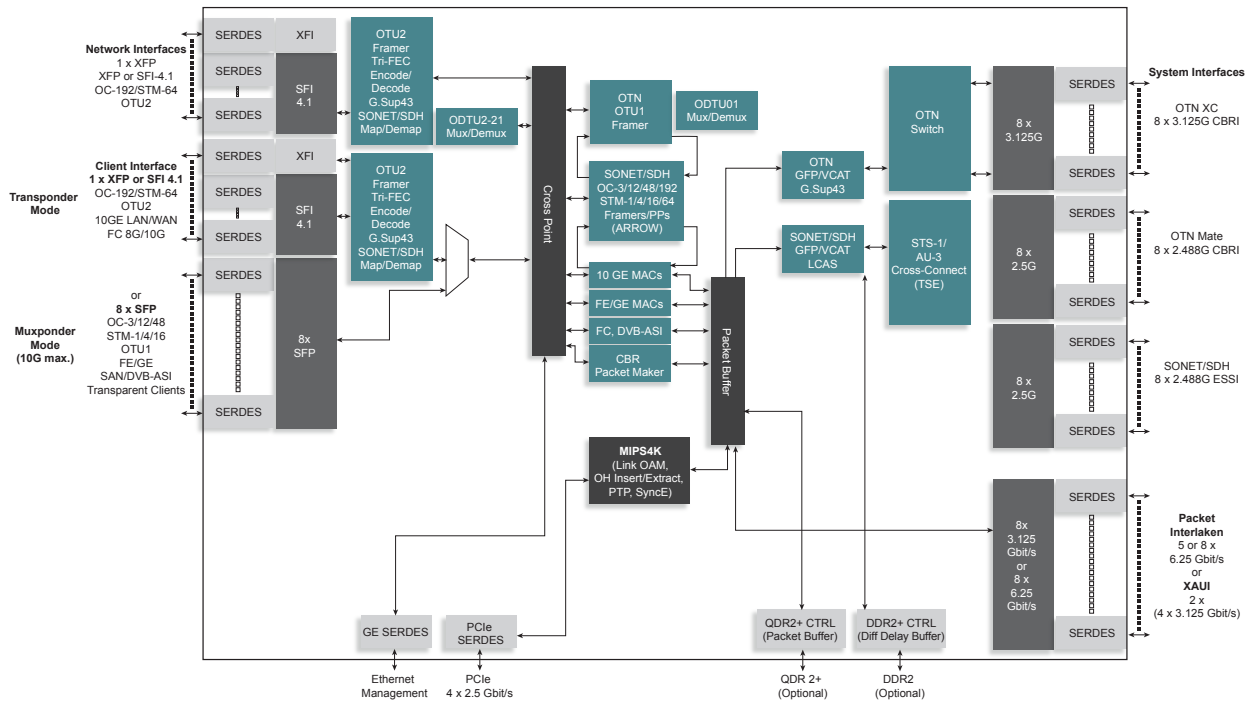 Network Interfaces
1 x XFP
XFP or SFI-4.1
OC-192/STM-64
OTU2
SERDES
XFI
SERDES
SERDES
SFI
4.1
OTU2
Framer
Tri-FEC
Encode/
Decode
G.Sup43
SONET/SDH
Map/Demap
ODTU2-21
Mux/Demux
Transponder
Mode
Client Interface
1 x XFP or SFI 4.1
OC-192/STM-64
OTU2
10GE LAN/WAN
FC 8G/10G
SERDES
XFI
SERDES
SERDES
SFI
4.1
OTU2
Framer
Tri-FEC
Encode/
Decode
G.Sup43
SONET/SDH
Map/Demap
Muxponder
Mode
(10G max.)
or
8 x SFP
OC-3/12/48
STM-1/4/16
OTU1
FE/GE
SAN/DVB-ASI
Transparent Clients
SERDES
SERDES
8x
SFP
Cross Point
OTN
OTU1
Framer
ODTU01
Mux/Demux
SONET/SDH
OC-3/12/48/192
STM-1/4/16/64
Framers/PPs
(ARROW)
10 GE MACs
FE/GE MACs
FC, DVB-ASI
CBR
Packet Maker
Packet Buffer
MIPS4K
(Link OAM,
OH Insert/Extract,
PTP, SyncE)
OTN
GFP/VCAT
G.Sup43
SONET/SDH
GFP/VCAT
LCAS
OTN
Switch
STS-1/
AU-3
Cross-Connect
(TSE)
8 x
3.125G
SERDES
SERDES
System Interfaces
OTN XC
8 x 3.125G CBRI
8 x
2.5G
SERDES
SERDES
OTN Mate
8 x 2.488G CBRI
8 x
2.5G
SERDES
SERDES
SONET/SDH
8 x 2.488G ESSI
8x
3.125
Gbit/s
or
8 x
6.25
Gbit/s
SERDES
SERDES
Packet
Interlaken
5 or 8 x
6.25 Gbit/s
or
XAUI
2 x
(4 x 3.125 Gbit/s)
GE SERDES
PCIe
SERDES
QDR2+ CTRL
(Packet Buffer)
DDR2+ CTRL
(Diff Delay Buffer)
Ethernet
Management
PCIe
4 x 2.5 Gbit/s
QDR 2+
(Optional)
DDR2
(Optional)